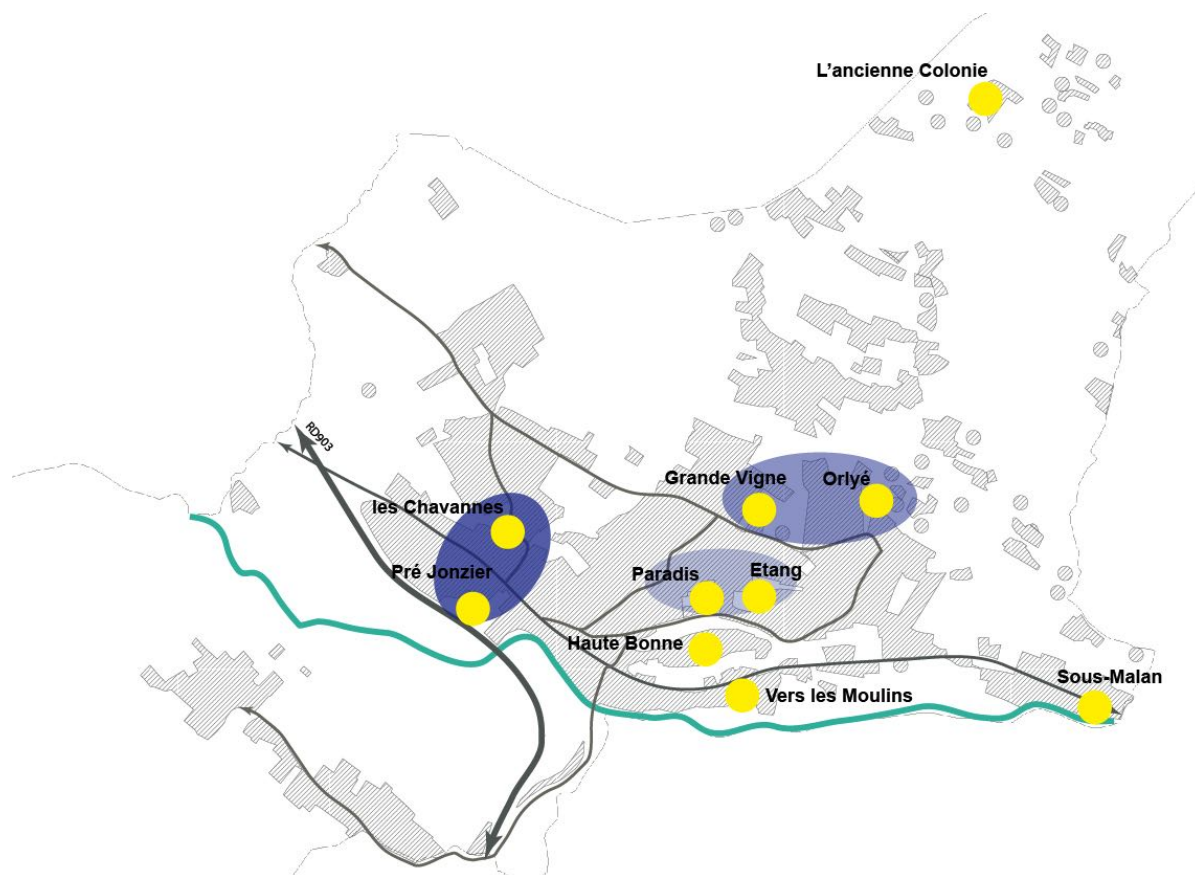 L'ancienne Colonie
RD903
Grande Vigne
Orlyé
les Chavannes
Pré Jonzier
Paradis
Etang
Haute Bonne
Sous-Malan
Vers les Moulins